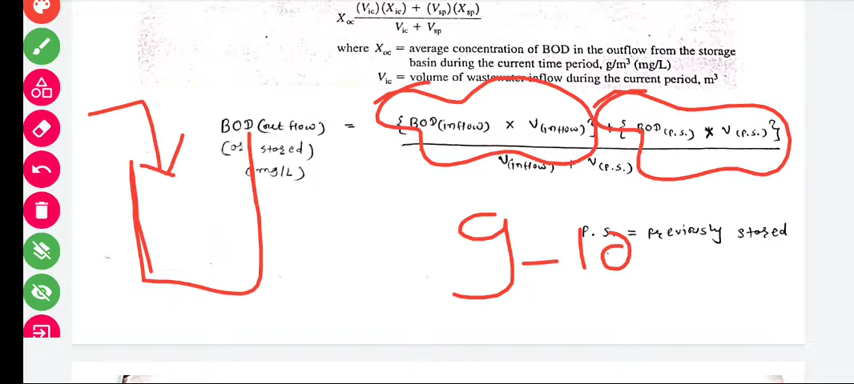 X_oc (V_ic)(X_ic) + (V_sp)(X_sp)
V_ic + V_sp
where X_oc = average concentration of BOD in the outflow from the storage
basin during the current time period, g/m³ (mg/L)
V_ic = volume of wastewater inflow during the current period, m³
BOD (out flow) = {BOD(inflow) x V(inflow)} + {BOD(P.S.) x V(P.S.)}
(or stored) V(inflow) + V(P.S.)
(mg/L)
P.S. = previously stored
9-10